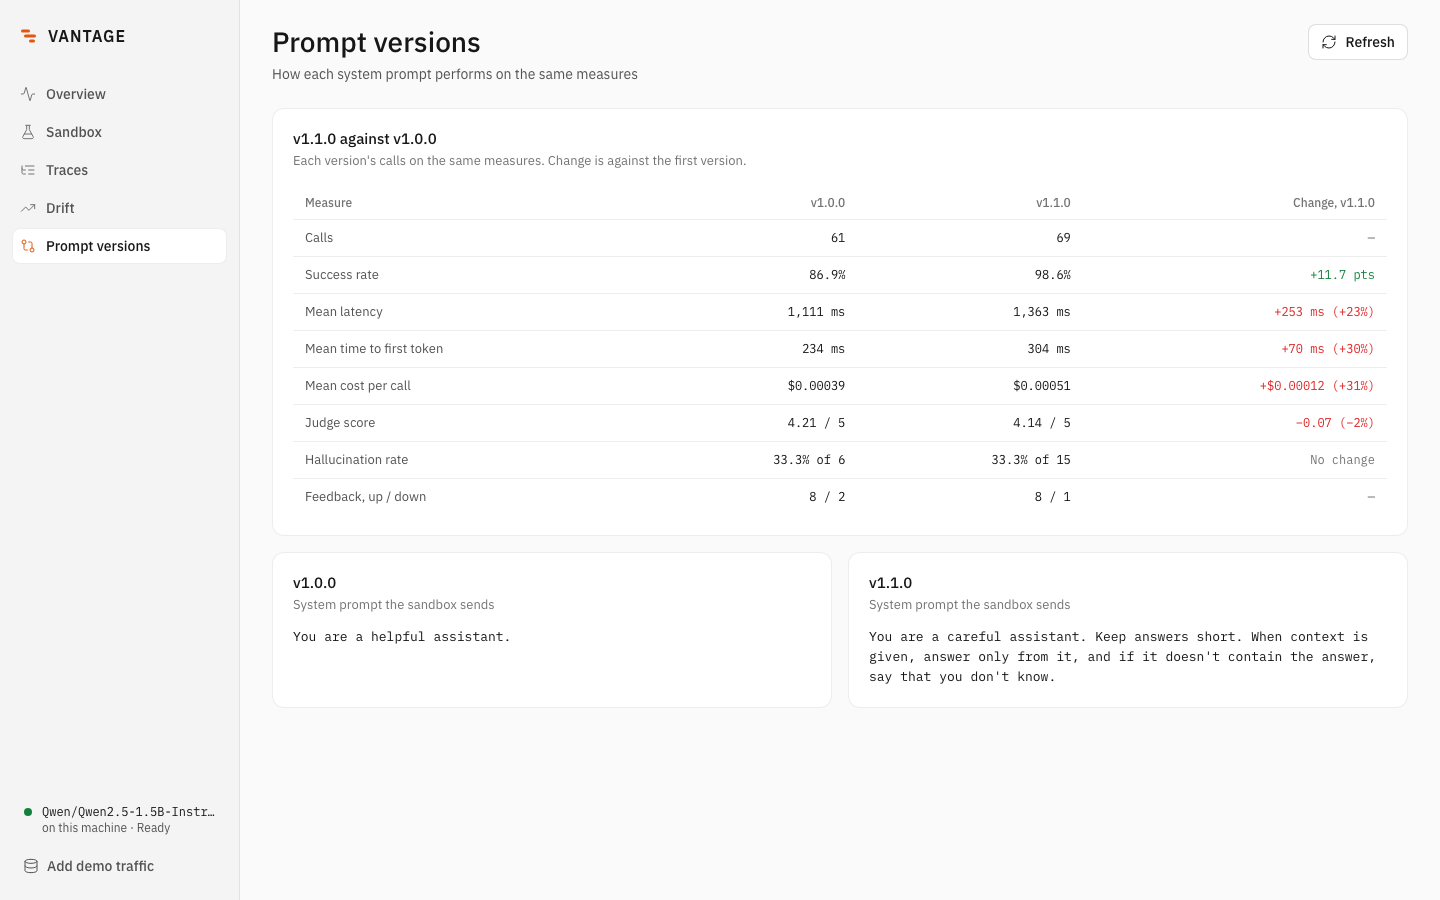 VANTAGE
Overview
Sandbox
Traces
Drift
Prompt versions
Qwen/Qwen2.5-1.5B-Instr…
on this machine · Ready
Add demo traffic
Prompt versions
How each system prompt performs on the same measures
Refresh
v1.1.0 against v1.0.0
Each version's calls on the same measures. Change is against the first version.
Measure v1.0.0 v1.1.0 Change, v1.1.0
Calls 61 69 —
Success rate 86.9% 98.6% +11.7 pts
Mean latency 1,111 ms 1,363 ms +253 ms (+23%)
Mean time to first token 234 ms 304 ms +70 ms (+30%)
Mean cost per call $0.00039 $0.00051 +$0.00012 (+31%)
Judge score 4.21 / 5 4.14 / 5 −0.07 (−2%)
Hallucination rate 33.3% of 6 33.3% of 15 No change
Feedback, up / down 8 / 2 8 / 1 —
v1.0.0
System prompt the sandbox sends
You are a helpful assistant.
v1.1.0
System prompt the sandbox sends
You are a careful assistant. Keep answers short. When context is
given, answer only from it, and if it doesn't contain the answer,
say that you don't know.